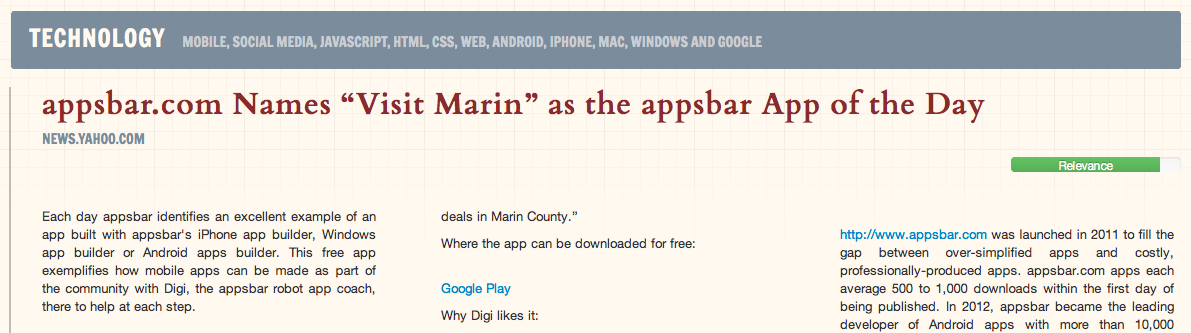 TECHNOLOGY MOBILE, SOCIAL MEDIA, JAVASCRIPT, HTML, CSS, WEB, ANDROID, IPHONE, MAC, WINDOWS AND GOOGLE
appsbar.com Names “Visit Marin” as the appsbar App of the Day
NEWS.YAHOO.COM
Relevance
Each day appsbar identifies an excellent example of an
app built with appsbar's iPhone app builder, Windows
app builder or Android apps builder. This free app
exemplifies how mobile apps can be made as part of
the community with Digi, the appsbar robot app coach,
there to help at each step.
deals in Marin County.”
Where the app can be downloaded for free:
Google Play
Why Digi likes it:
http://www.appsbar.com was launched in 2011 to fill the
gap between over-simplified apps and costly,
professionally-produced apps. appsbar.com apps each
average 500 to 1,000 downloads within the first day of
being published. In 2012, appsbar became the leading
developer of Android apps with more than 10,000